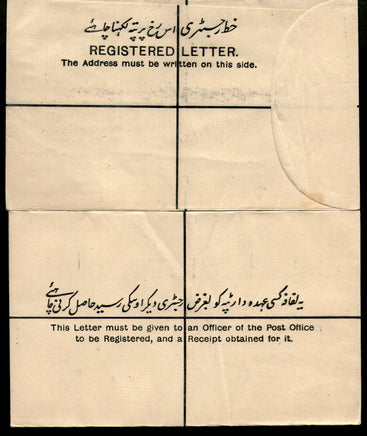 خط رجسٹری اس رخ پر پتہ لکھنا چاہئے
REGISTERED LETTER.
The Address must be written on this side.
یہ لفافہ کسی عہدہ دار ٹپہ کو بغرض رجسٹری دیکر اوسکی رسید حاصل کرنی چاہئے
This Letter must be given to an Officer of the Post Office
to be Registered, and a Receipt obtained for it.